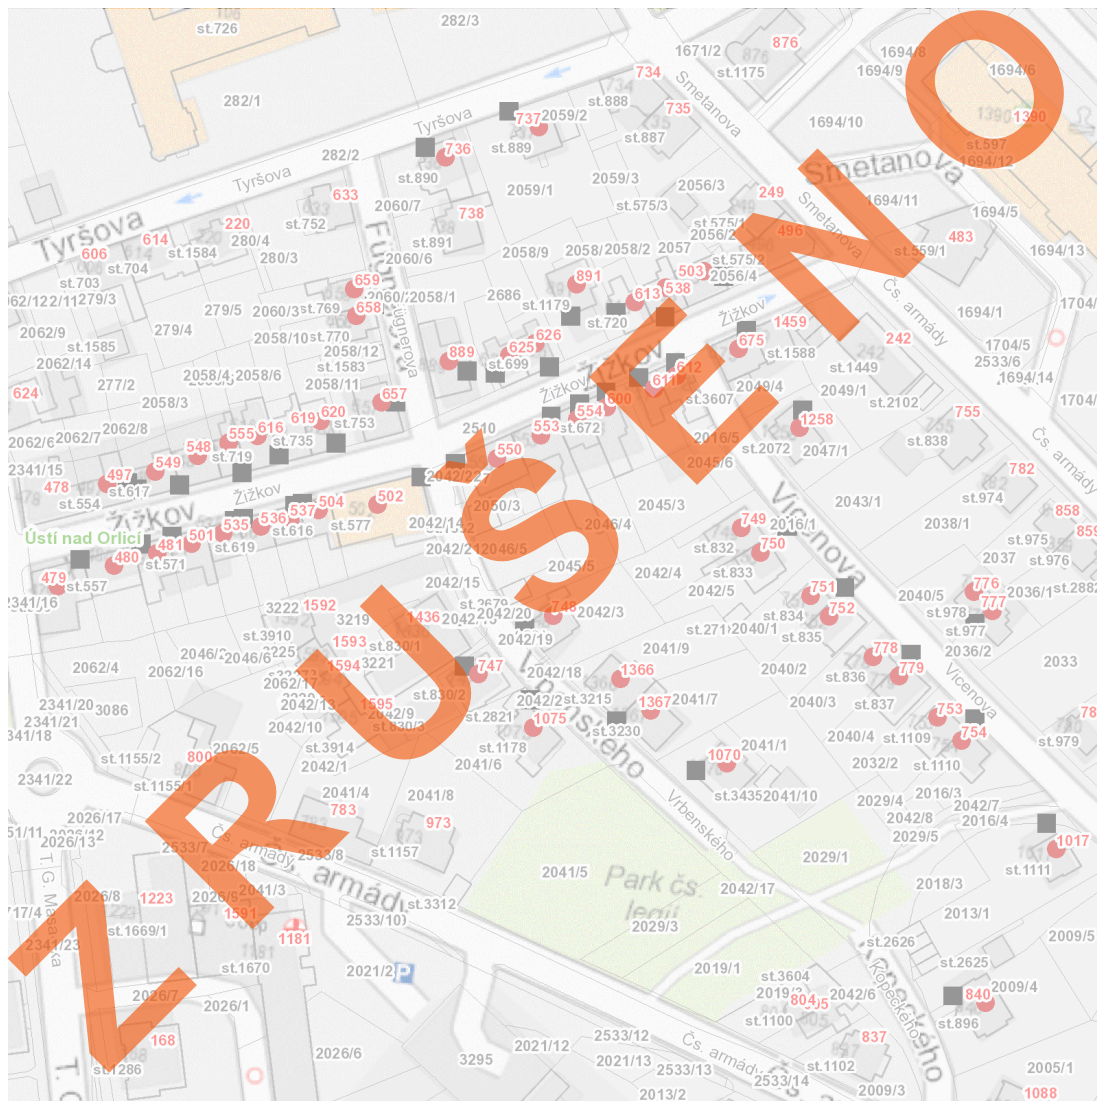 ZRUŠENO
282/3
st.726
1671/2
876
st.1175
1694/8
1694/9
1694/6
734
282/1
Tyršova
737
2059/2
st.888
735
Smetanova
1390
st.889
st.887
1694/10
st.597
1694/12
282/2
736
st.890
Tyršova
2059/1
2059/3
2056/3
249
Smetanova
633
2060/7
738
st.575/3
1694/11
st.752
st.891
st.575/1
496
Smetanova
483
1694/5
Tyršova
220
614
280/4
606
st.1584
280/3
st.704
st.703
2060/6
2058/9
2058/2
2057
2056/2
st.575/2
st.559/1
1694/13
659
2058/1
2686
891
503
538
2056/4
279/3
279/5
2060/3
st.769
st.1179
613
st.720
Žižkov
1459
Čs. armády
1694/1
658
2062/9
279/4
st.770
626
675
st.1588
242
1704/5
2533/6
st.1585
2062/14
2058/10
2058/12
st.1583
889
625
st.699
Žižkov
612
611
st.1449
1694/14
277/2
2058/4
2058/6
2058/11
657
Žižkov
600
st.3607
2049/4
2049/1
st.2102
624
2058/3
620
619
st.753
554
st.672
553
1258
755
2062/8
2062/7
2062/6
616
555
st.735
2510
2016/5
st.2072
2047/1
st.838
Čs. armády
548
st.719
550
2045/6
782
2341/15
478
497
549
st.617
st.554
st.974
Žižkov
504
502
2045/3
2043/1
858
Žižkov
537
536
st.616
st.577
2042/14
2050/3
2046/4
749
2016/1
2038/1
st.975
859
Ústí nad Orlicí
535
501
481
st.619
st.832
750
Vicenova
2037
st.976
480
st.571
2045/5
2042/4
st.833
479
st.557
2042/15
2042/5
751
2040/5
776
2036/1
st.2882
2341/16
3222
1592
3219
1436
st.2679
2042/20
748
2042/3
752
st.834
st.978
777
st.977
3910
1593
st.830/1
2042/19
2040/1
st.835
2036/2
2046/6
3225
1594
3221
2041/9
778
2062/4
2062/17
747
2042/18
1366
2040/2
779
st.836
Vicenova
2033
st.830/2
st.3215
2041/7
2040/3
st.837
2341/20
2341/21
3086
1595
2042/9
st.830/3
st.2821
1367
753
2341/18
2042/10
1075
st.3230
2040/4
st.1109
754
st.979
st.1155/2
800
2062/5
st.3914
2042/1
st.1178
2041/6
1070
2041/1
2032/2
st.1110
2341/22
st.1155/1
st.3435
2041/10
2016/3
2041/4
2041/8
2029/4
2042/7
2042/8
2016/4
783
973
Vrbenského
2029/5
2026/17
2026/13
2533/7
Čs. armády
2533/8
st.1157
2029/1
1017
st.1111
2026/18
2041/5
Park čs.
legií
2042/17
2018/3
2026/8
1223
2041/3
st.3312
2533/10
2029/3
2013/1
st.1669/1
1591
st.2626
2009/5
2341/23
1181
st.1670
2021/2
P
2019/1
st.2625
st.3604
Kopeckého
2026/7
2026/1
804
2042/6
840
2009/4
st.1100
st.896
168
st.1286
2533/12
Čs. armády
837
Kopeckého
2026/6
3295
2021/12
2021/13
2533/13
2533/14
st.1102
2005/1
2013/2
2009/3
1088